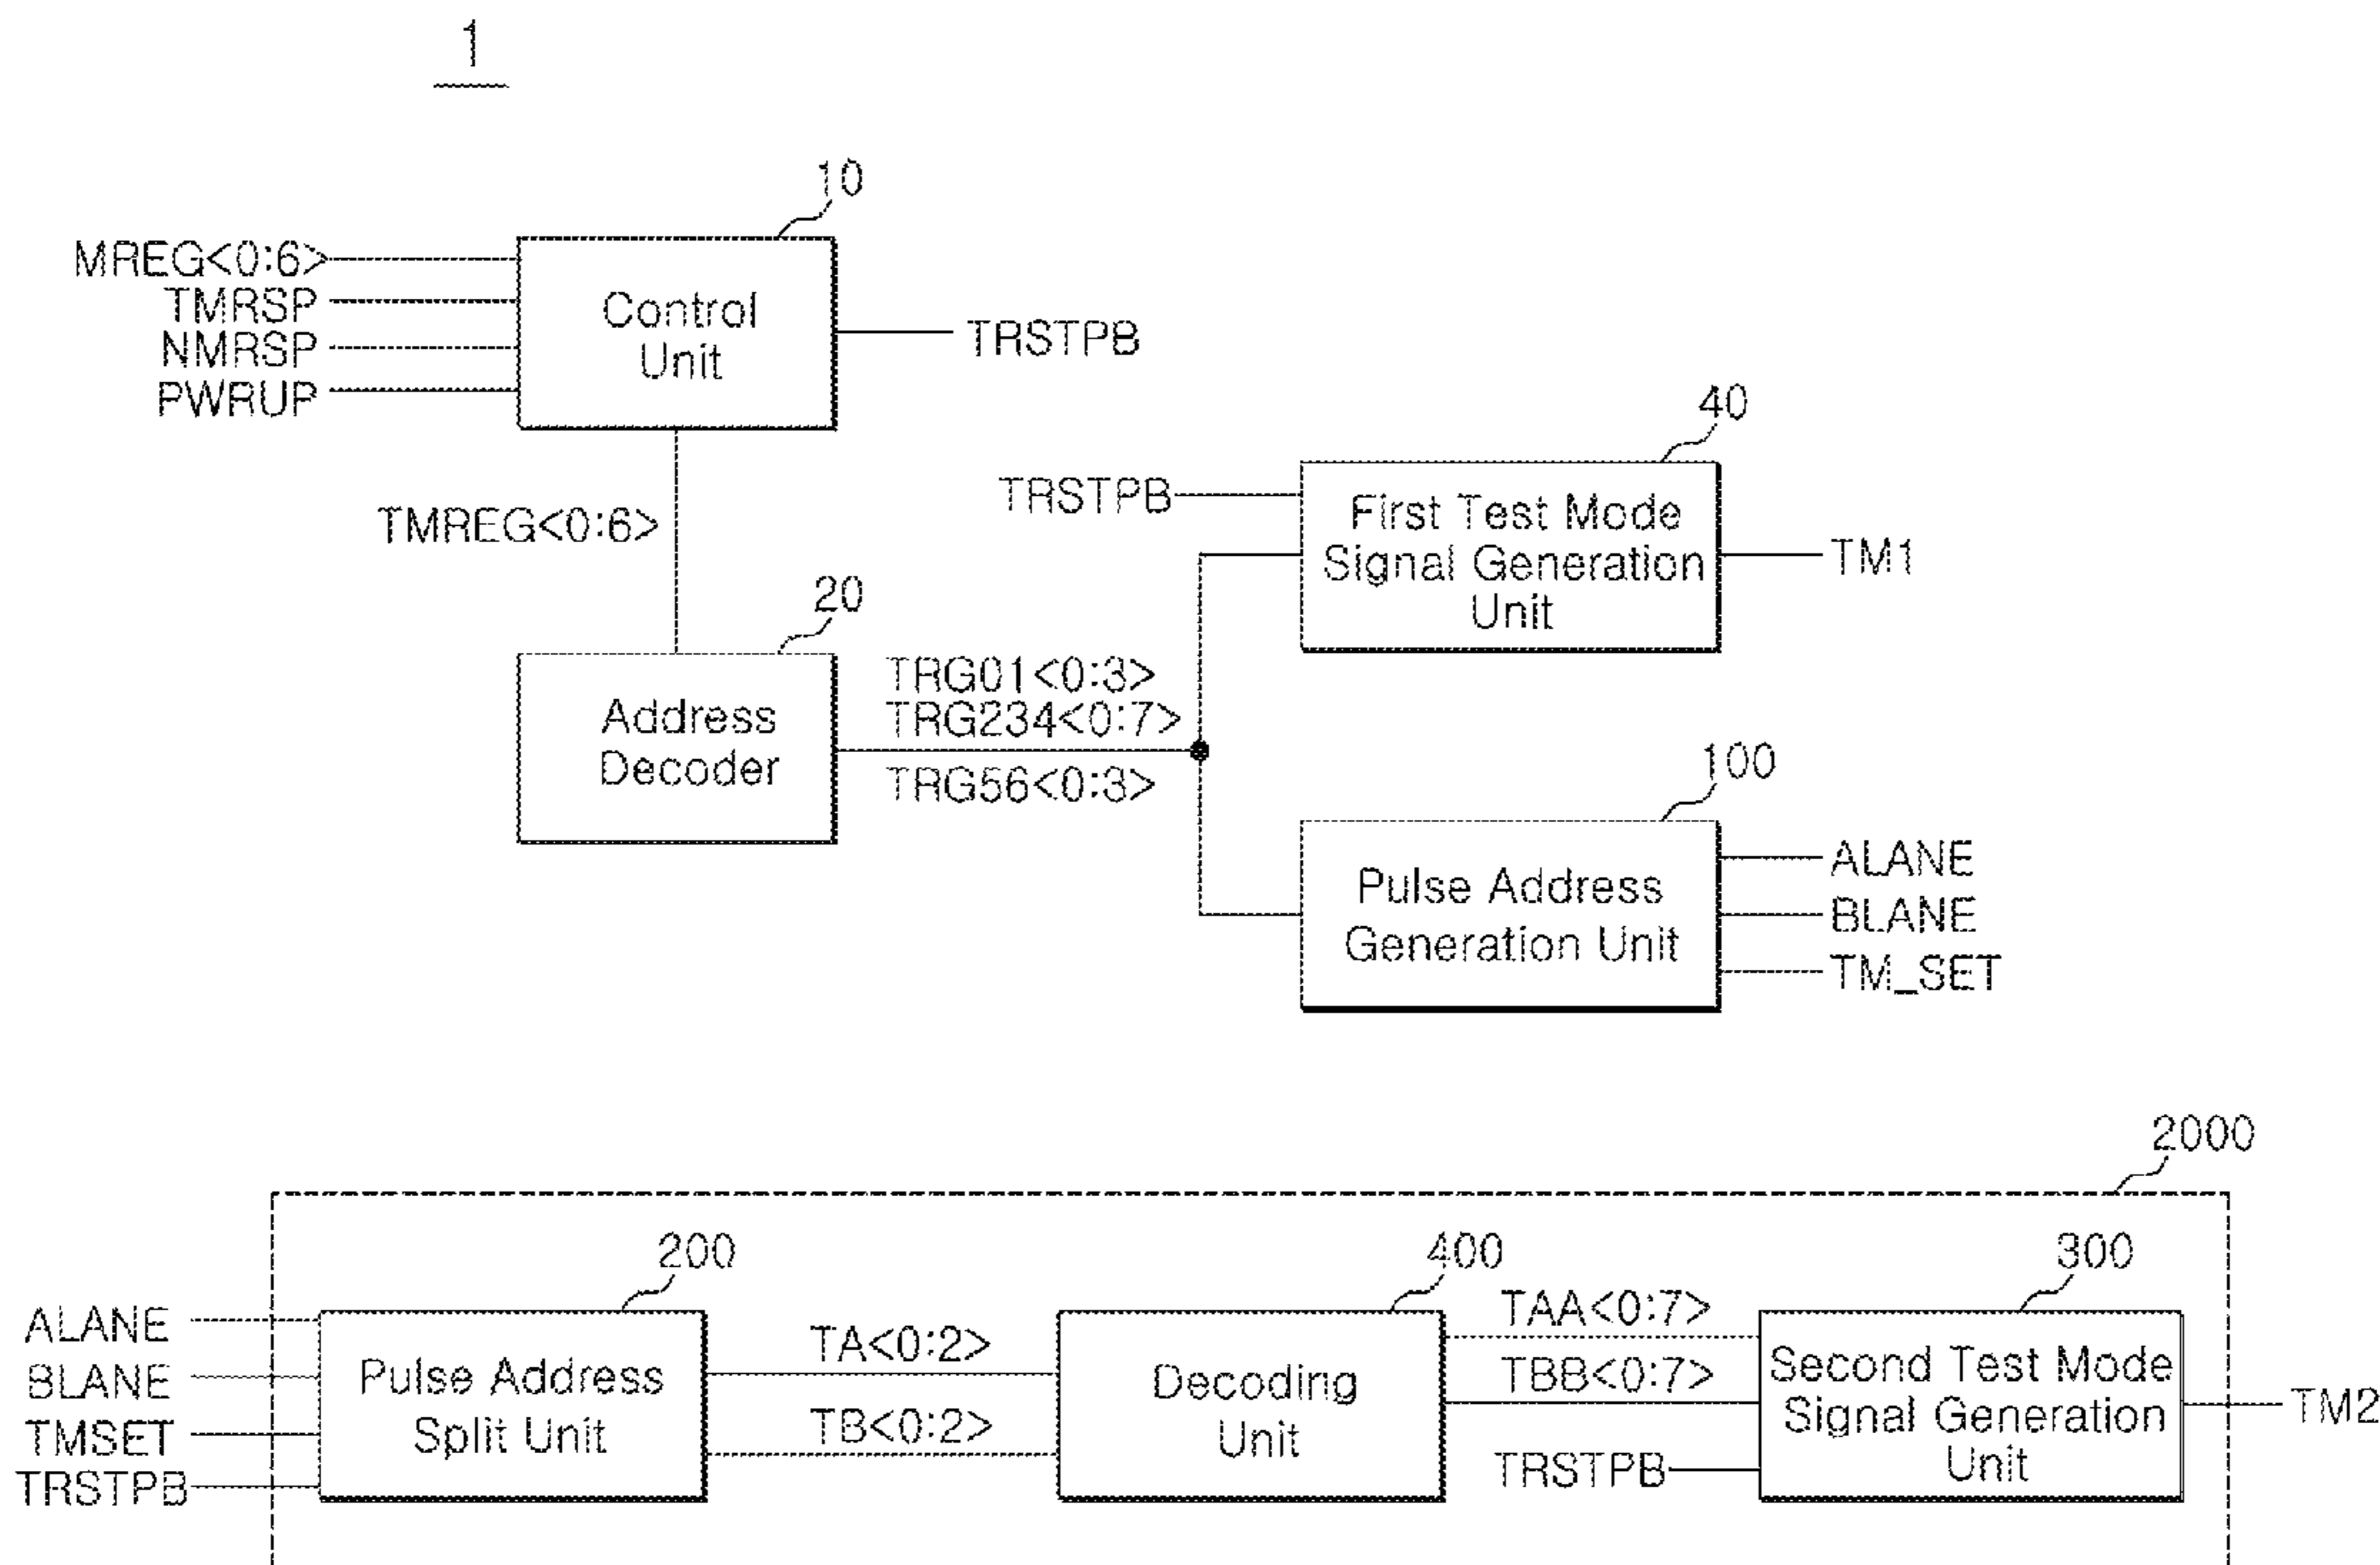 1
10
MREG<0:6>
TMRSP
NMRSP
PWRUP
Control
Unit
TRSTPB
TMREG<0:6>
20
Address
Decoder
TRG01<0:3>
TRG234<0:7>
TRG56<0:3>
40
TRSTPB
First Test Mode
Signal Generation
Unit
TM1
100
Pulse Address
Generation Unit
ALANE
BLANE
TM_SET
2000
200
ALANE
BLANE
TMSET
TRSTPB
Pulse Address
Split Unit
TA<0:2>
TB<0:2>
400
Decoding
Unit
TAA<0:7>
TBB<0:7>
TRSTPB
300
Second Test Mode
Signal Generation
Unit
TM2